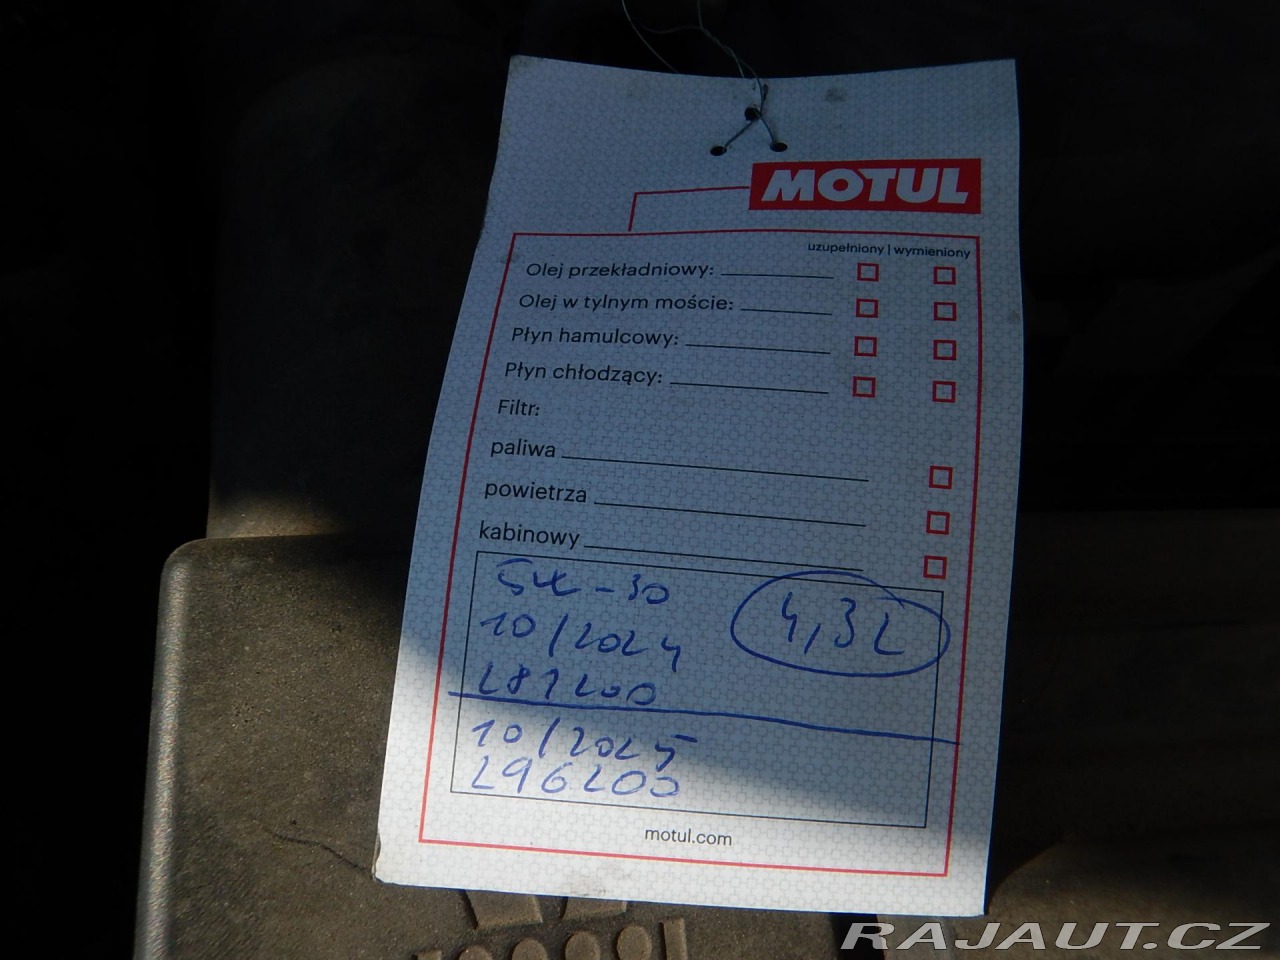 MOTUL
uzupełniony | wymieniony
Olej przekładniowy:
Olej w tylnym moście:
Płyn hamulcowy:
Płyn chłodzący:
Filtr:
paliwa
powietrza
kabinowy
5W-30
4,3L
10/2024
281200
10/2025
296200
motul.com
RAJAUT.CZ